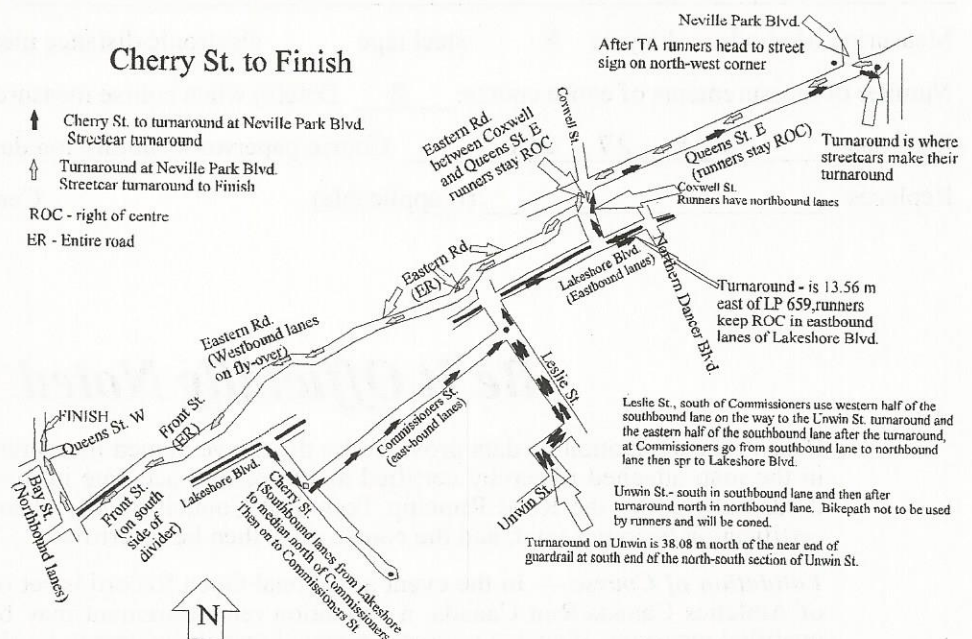 Neville Park Blvd.
After TA runners head to street
sign on north-west corner
Cherry St. to Finish
Cherry St. to turnaround at Neville Park Blvd.
Streetcar turnaround
Turnaround at Neville Park Blvd.
Streetcar turnaround to Finish
ROC - right of centre
ER - Entire road
Eastern Rd.
between Coxwell
and Queens St. E
runners stay ROC
Coxwell St.
Queens St. E
(runners stay ROC)
Turnaround is where
streetcars make their
turnaround
Coxwell St.
Runners have northbound lanes
Eastern Rd.
(ER)
Lakeshore Blvd.
(Eastbound lanes)
Northern Dancer Blvd
Turnaround - is 13.56 m
east of LP 659,runners
keep ROC in eastbound
lanes of Lakeshore Blvd.
Eastern Rd.
(Westbound lanes
on fly-over)
Leslie St
Leslie St., south of Commissioners use western half of the
southbound lane on the way to the Unwin St. turnaround and
the eastern half of the southbound lane after the turnaround,
at Commissioners go from southbound lane to northbound
lane then spr to Lakeshore Blvd.
FINISH
Queens St. W
Front St.
(ER)
Commissioners St.
(east-bound lanes)
Bay St.
(Northbound lanes)
Front St.
(on south
side of
divider)
Lakeshore Blvd.
Cherry St.
(Southbound lanes from Lakeshore
to median north of Commissioners
Then to Commissioners St.
Unwin St.
Unwin St.- south in southbound lane and then after
turnaround north in northbound lane. Bikepath not to be used
by runners and will be coned.
Turnaround on Unwin is 38.08 m north of the near end of
guardrail at south end of the north-south section of Unwin St.
N